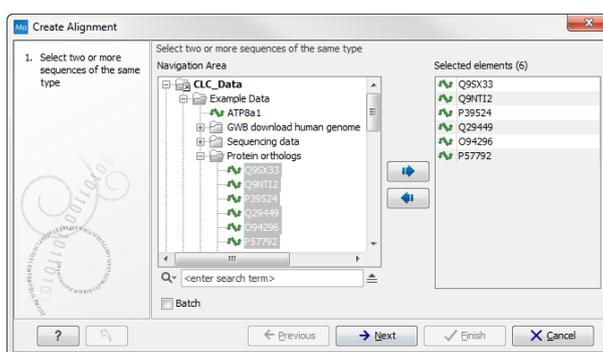 Mo Create Alignment
X
1. Select two or more
sequences of the same
type
Select two or more sequences of the same type
Navigation Area
CLC_Data
Example Data
ATP8a1
GWB download human genome
Sequencing data
Protein orthologs
Q9SX33
Q9NTI2
P39524
Q29449
O94296
P57792
<enter search term>
Batch
Selected elements (6)
Q9SX33
Q9NTI2
P39524
Q29449
O94296
P57792
?
Previous
Next
Finish
Cancel